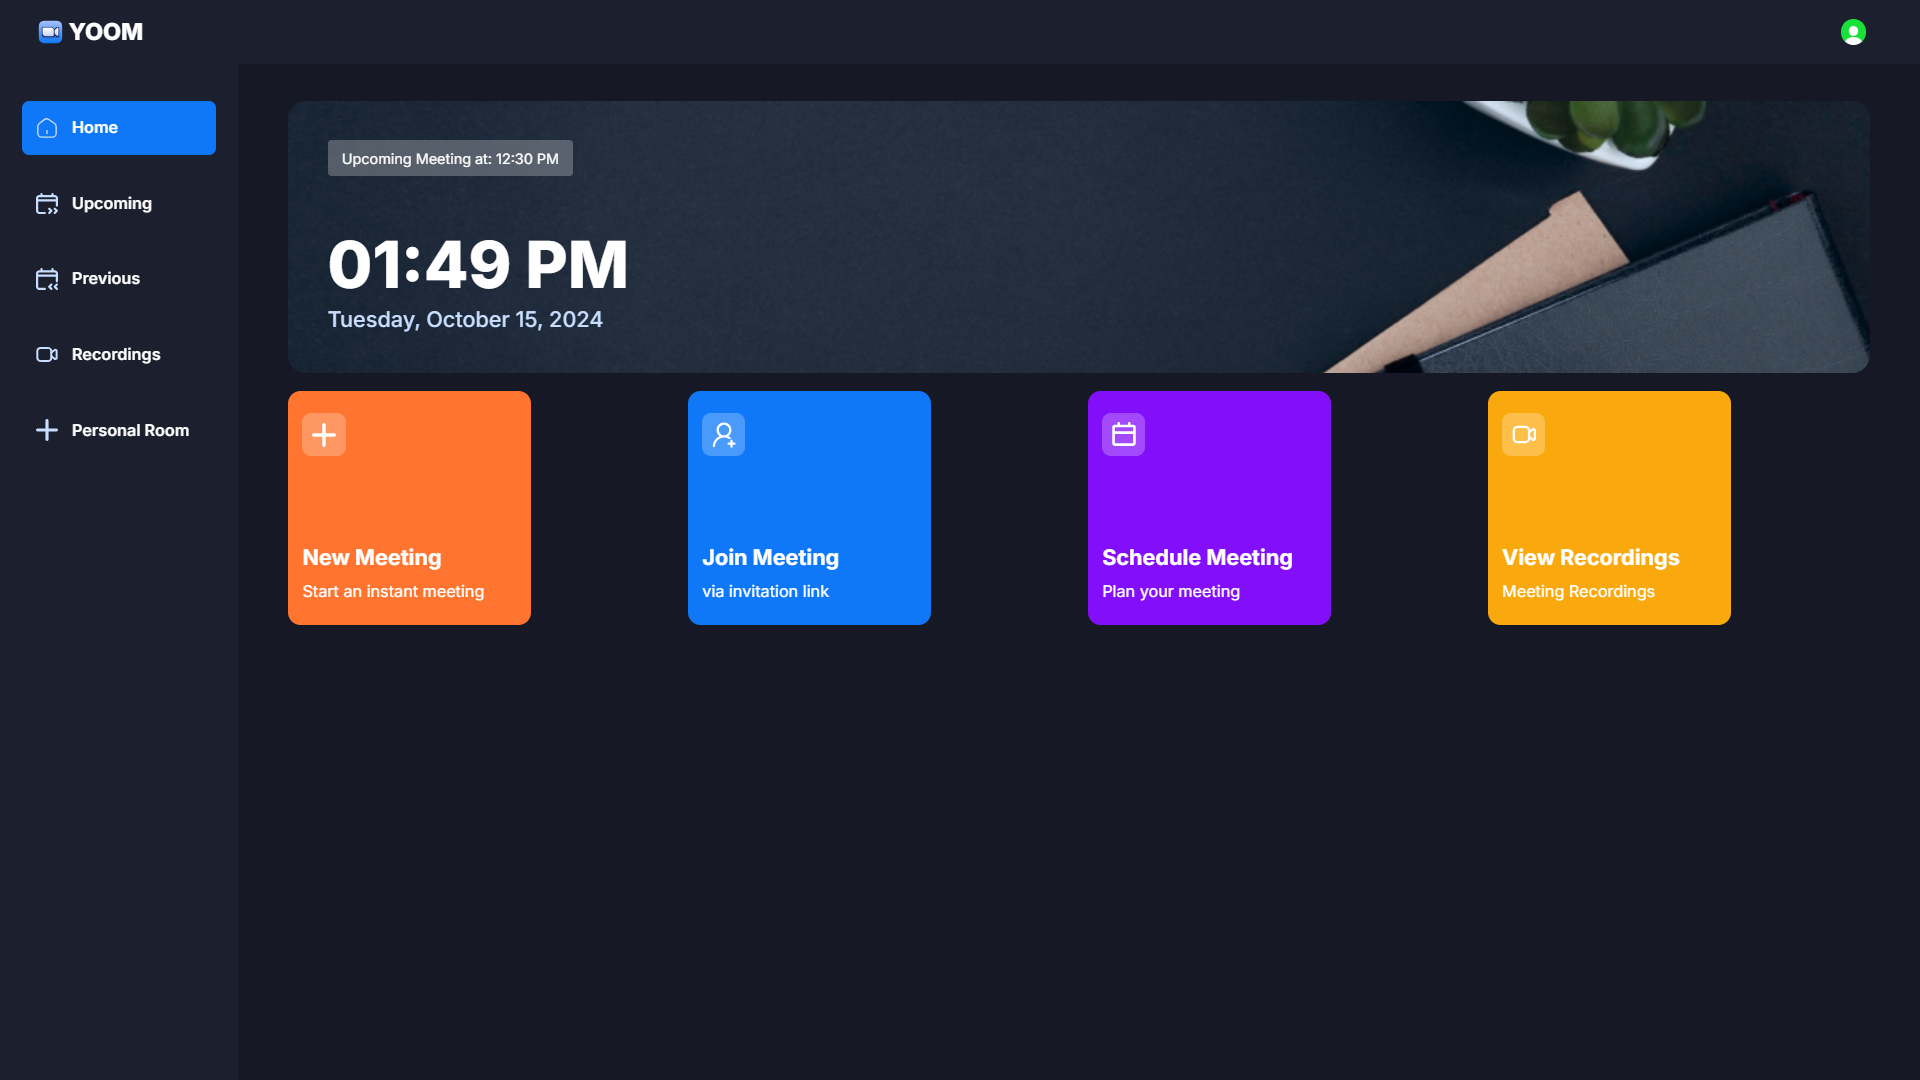 YOOM
Home
Upcoming
Previous
Recordings
Personal Room
Upcoming Meeting at: 12:30 PM
01:49 PM
Tuesday, October 15, 2024
New Meeting
Start an instant meeting
Join Meeting
via invitation link
Schedule Meeting
Plan your meeting
View Recordings
Meeting Recordings